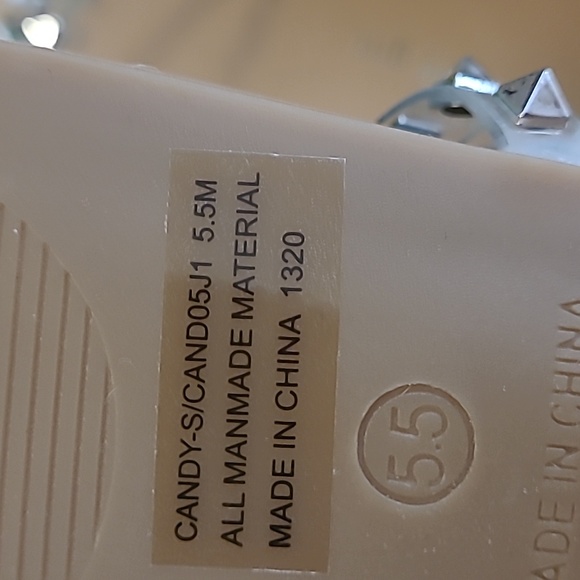 CANDY-S/CAND05J1 5.5M
ALL MANMADE MATERIAL
MADE IN CHINA 1320
5.5
ADE IN CHINA